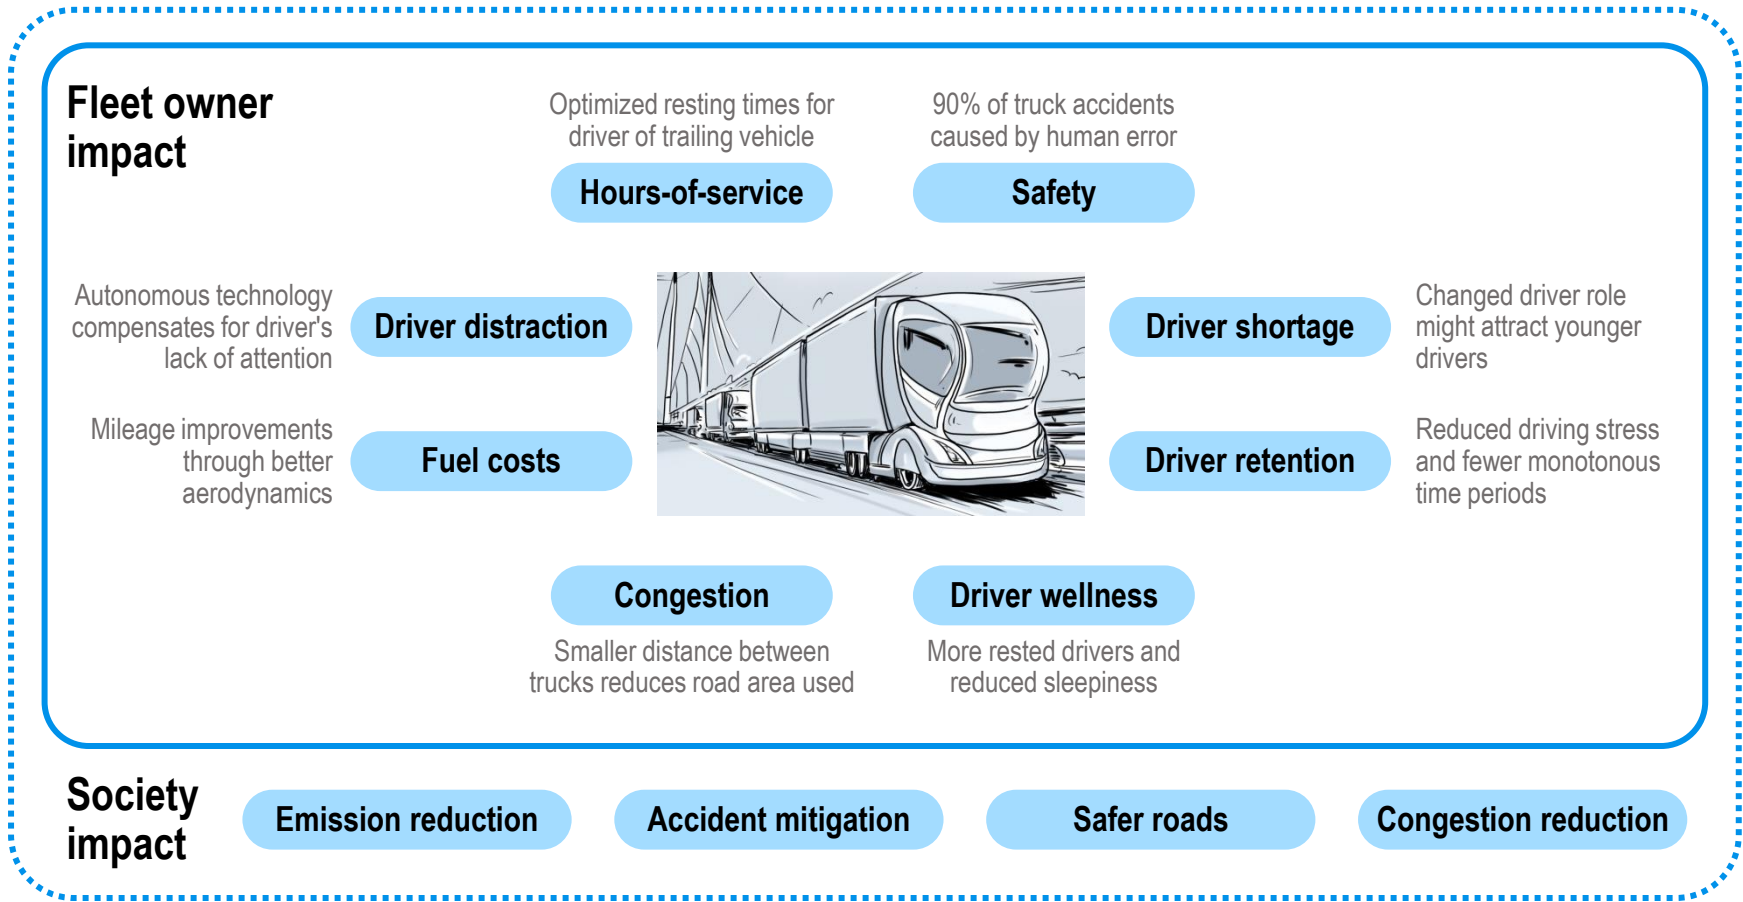 Fleet owner
impact
Optimized resting times for
driver of trailing vehicle
Hours-of-service
90% of truck accidents
caused by human error
Safety
Autonomous technology
compensates for driver's
lack of attention
Driver distraction
Driver shortage
Changed driver role
might attract younger
drivers
Mileage improvements
through better
aerodynamics
Fuel costs
Driver retention
Reduced driving stress
and fewer monotonous
time periods
Congestion
Smaller distance between
trucks reduces road area used
Driver wellness
More rested drivers and
reduced sleepiness
Society
impact
Emission reduction
Accident mitigation
Safer roads
Congestion reduction